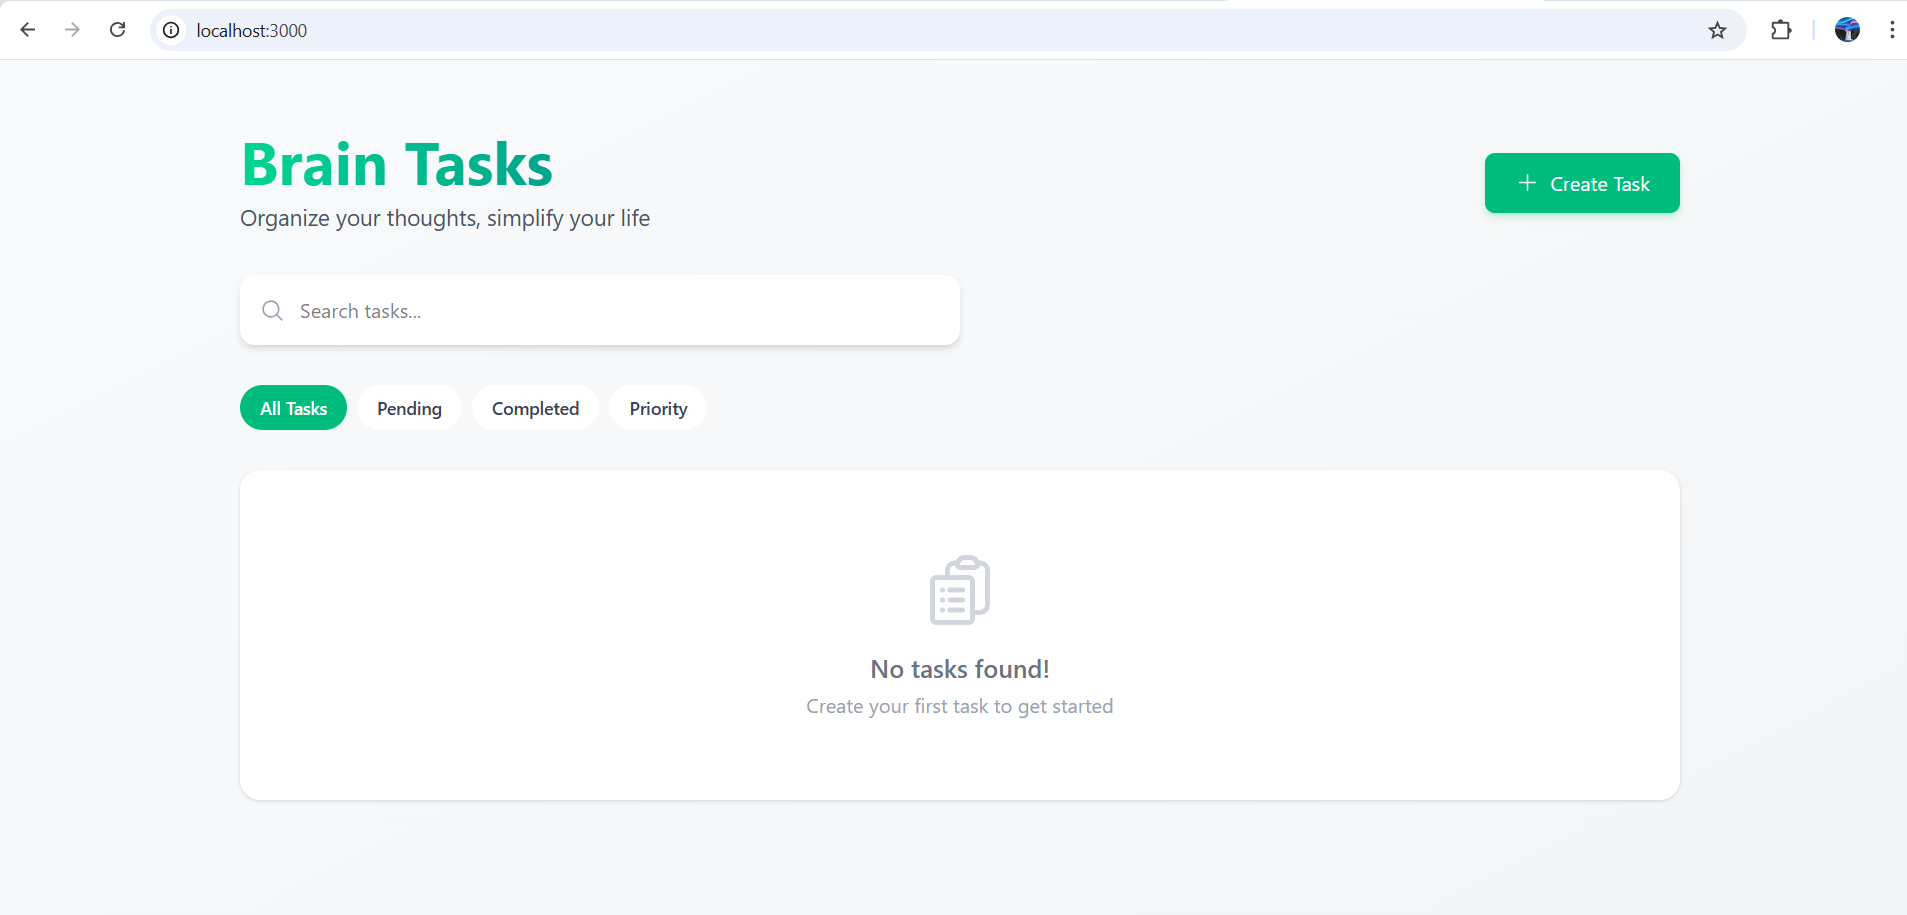 localhost:3000
Brain Tasks
Create Task
Organize your thoughts, simplify your life
Search tasks...
All Tasks
Pending
Completed
Priority
No tasks found!
Create your first task to get started